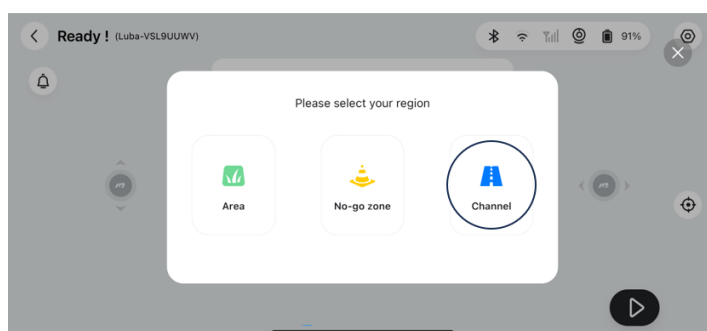 Ready ! (Luba-VSL9UUWV)
91%
Please select your region
Area
No-go zone
Channel